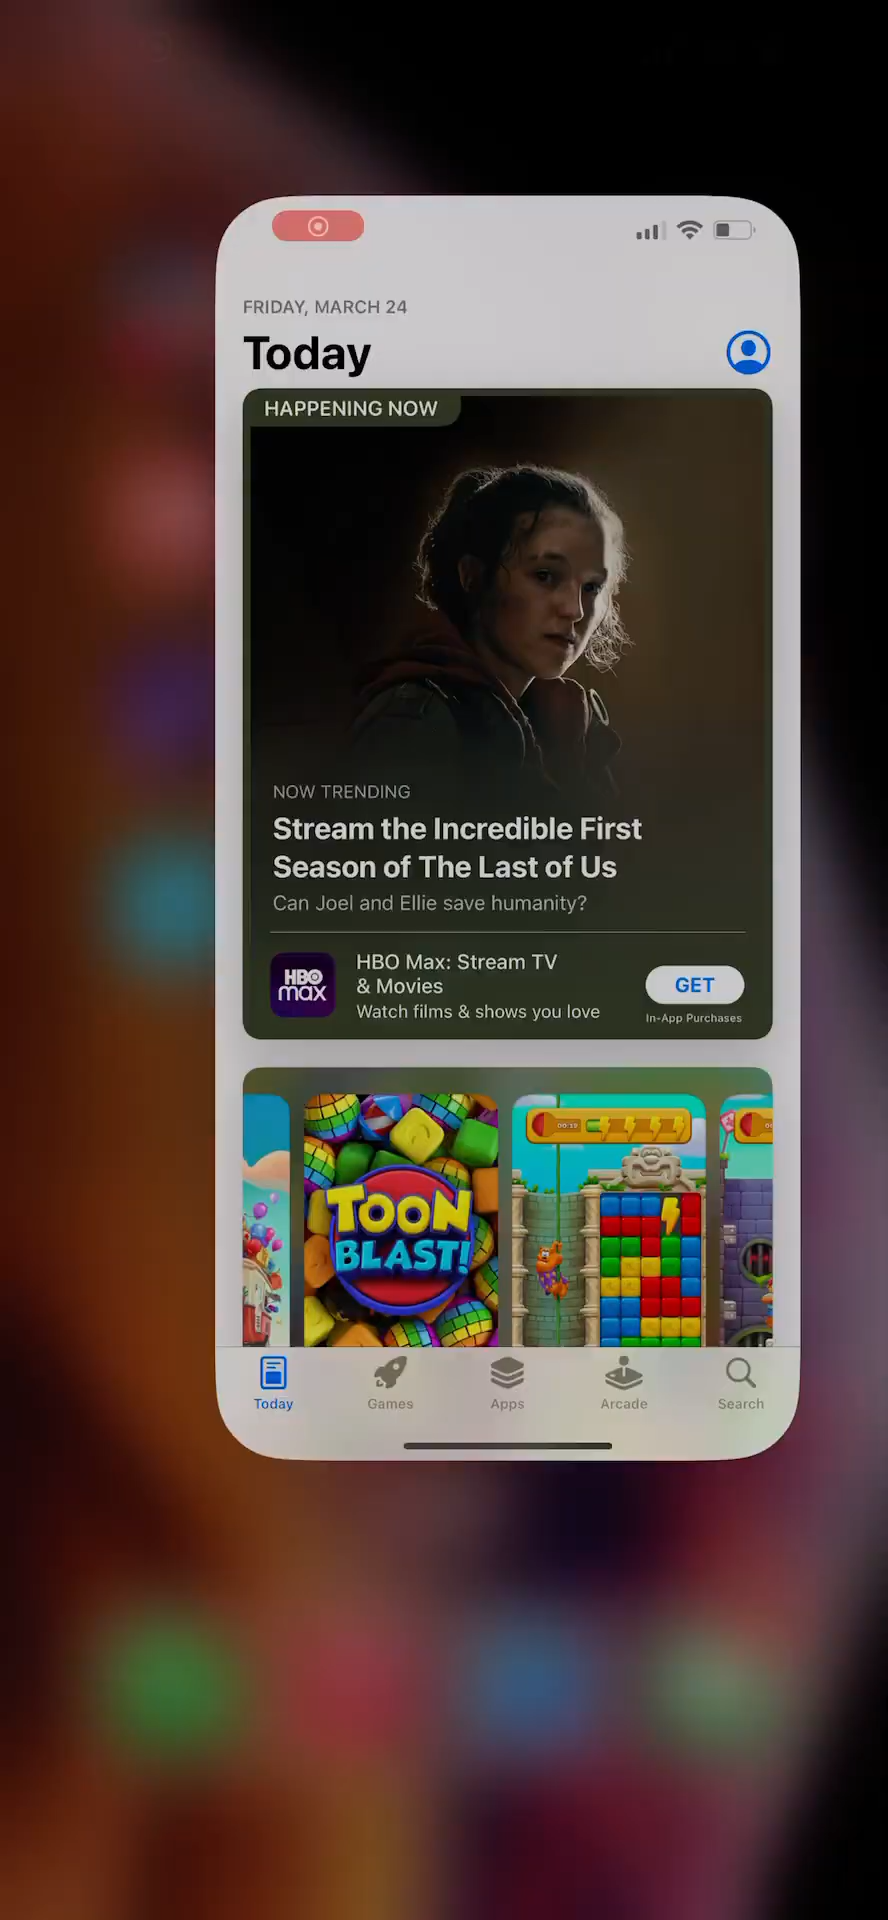 FRIDAY, MARCH 24
Today
HAPPENING NOW
NOW TRENDING
Stream the Incredible First
Season of The Last of Us
Can Joel and Ellie save humanity?
HBO
max
HBO Max: Stream TV
& Movies
Watch films & shows you love
GET
In-App Purchases
TOON
BLAST!
00:19
Today
Games
Apps
Arcade
Search